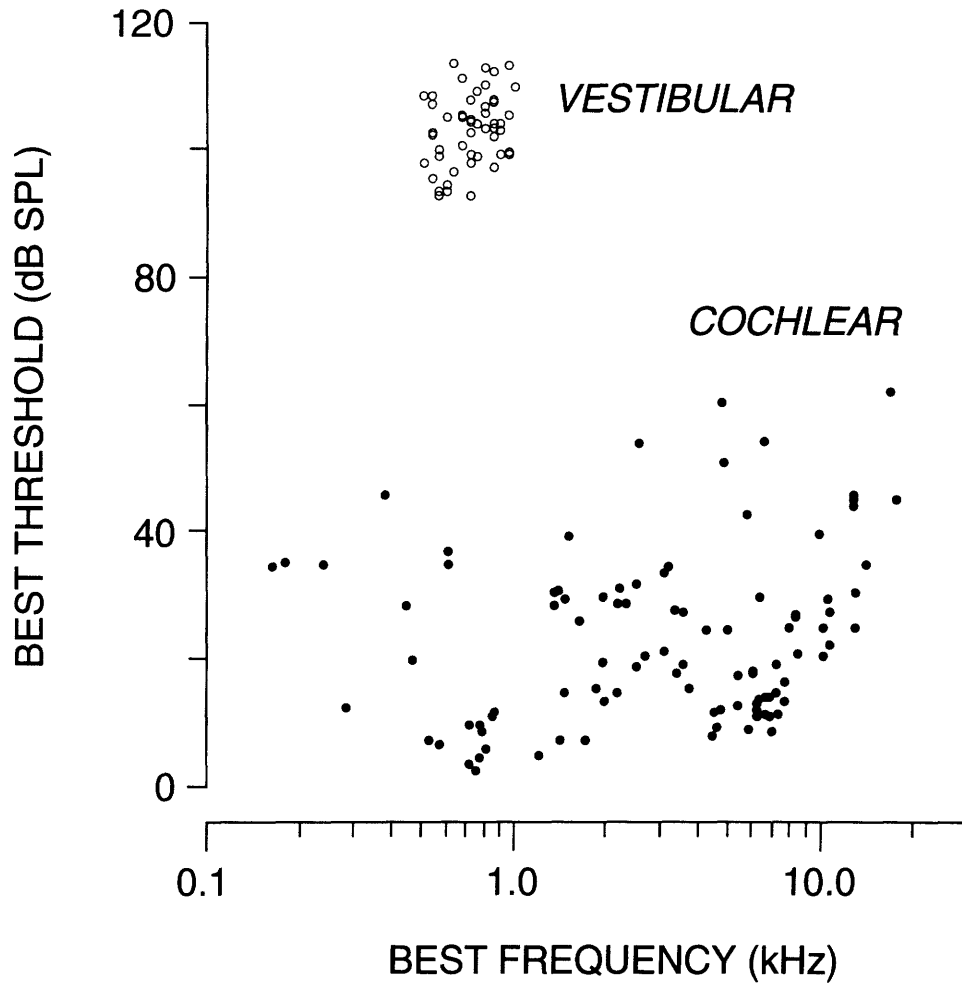 120
VESTIBULAR
80
COCHLEAR
40
0
BEST THRESHOLD (dB SPL)
0.1 1.0 10.0
BEST FREQUENCY (kHz)